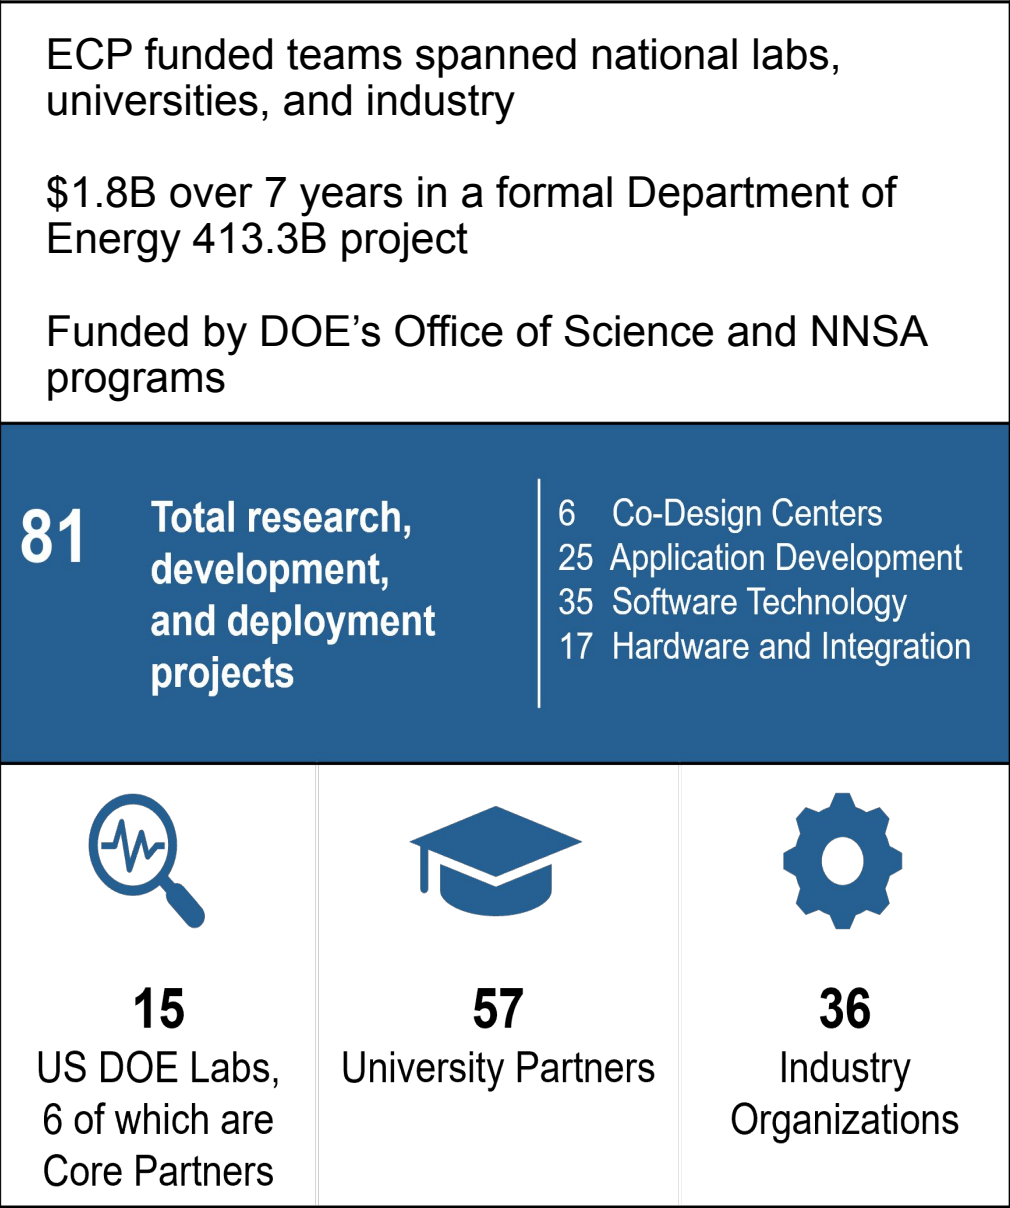 ECP funded teams spanned national labs,
universities, and industry
$1.8B over 7 years in a formal Department of
Energy 413.3B project
Funded by DOE’s Office of Science and NNSA
programs
81
Total research,
development,
and deployment
projects
6 Co-Design Centers
25 Application Development
35 Software Technology
17 Hardware and Integration
15
US DOE Labs,
6 of which are
Core Partners
57
University Partners
36
Industry
Organizations